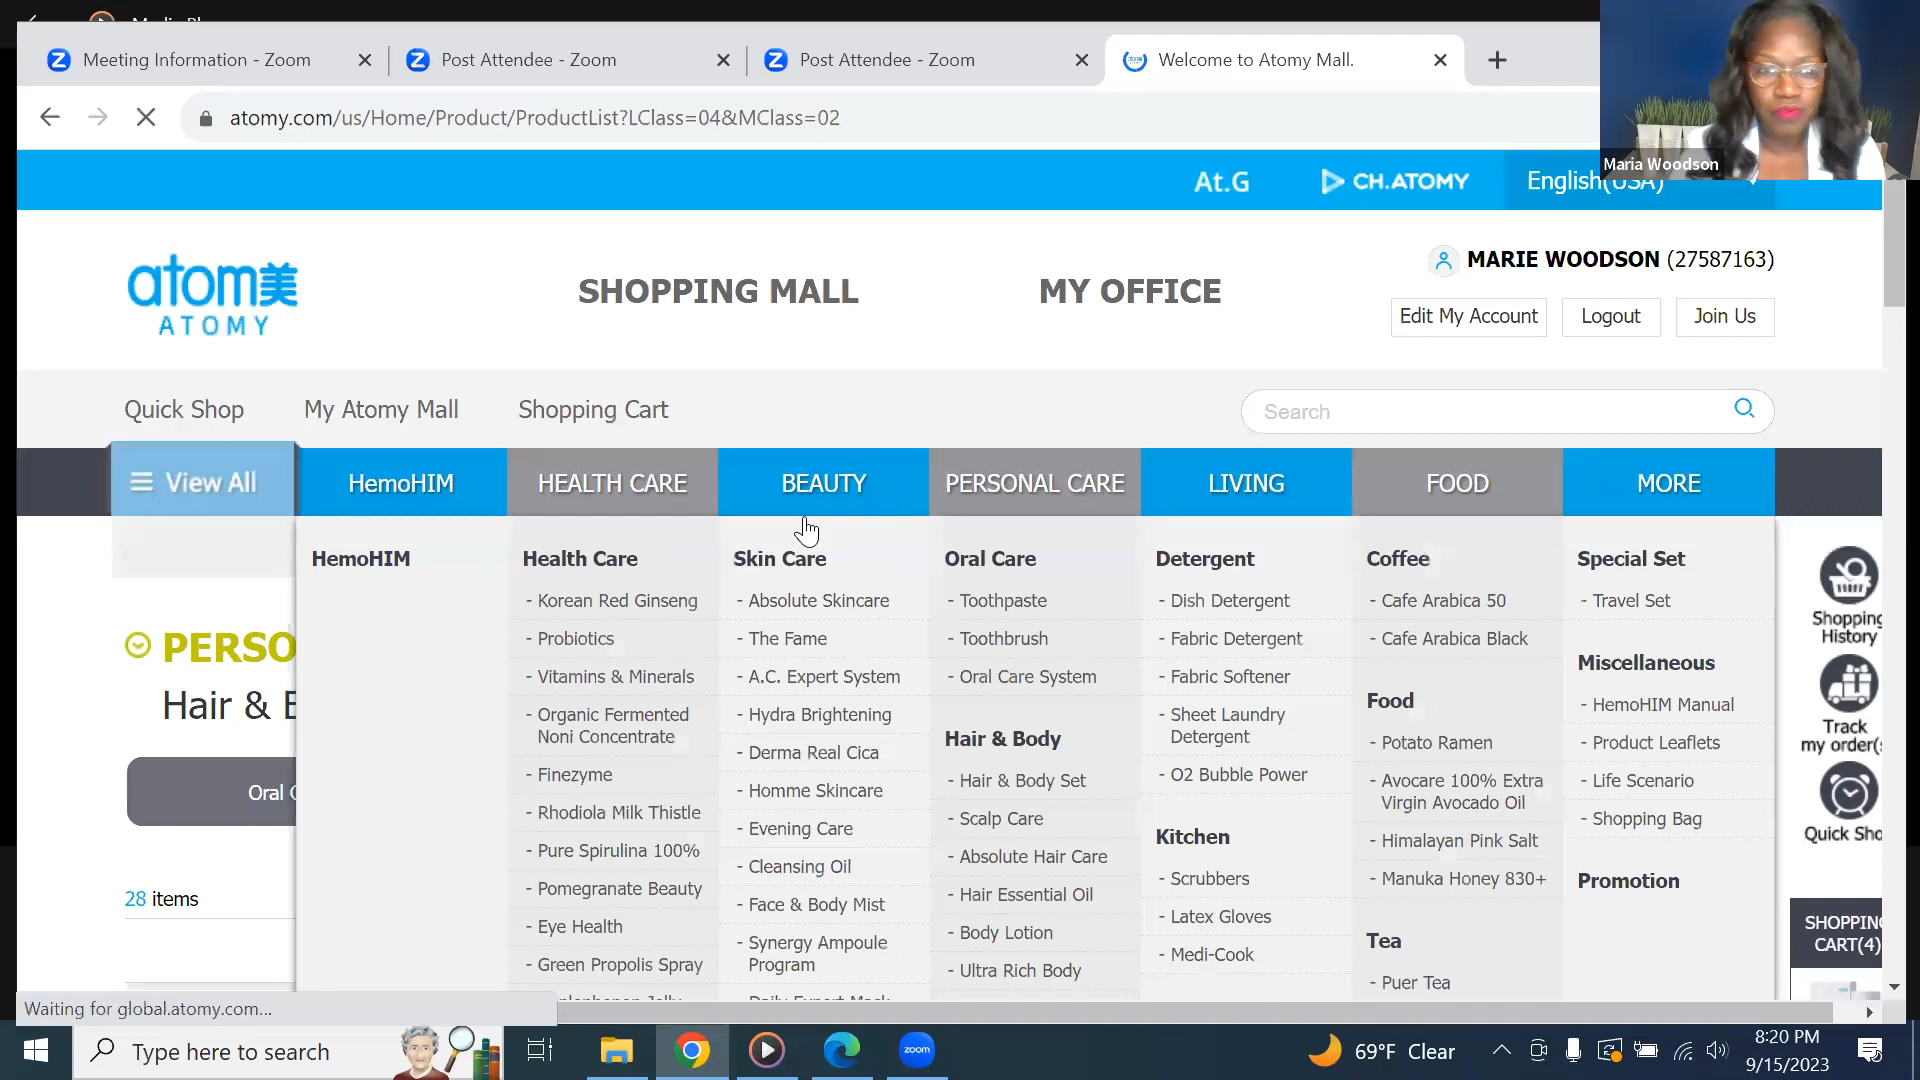 Meeting Information - Zoom
Post Attendee - Zoom
Post Attendee - Zoom
Welcome to Atomy Mall.
atomy.com/us/Home/Product/ProductList?LClass=04&MClass=02
Maria Woodson
At.G
CH.ATOMY
English(USA)
atom美
ATOMY
SHOPPING MALL
MY OFFICE
MARIE WOODSON (27587163)
Edit My Account
Logout
Join Us
Quick Shop
My Atomy Mall
Shopping Cart
Search
View All
HemoHIM
HEALTH CARE
BEAUTY
PERSONAL CARE
LIVING
FOOD
MORE
HemoHIM
Health Care
- Korean Red Ginseng
- Probiotics
- Vitamins & Minerals
- Organic Fermented
Noni Concentrate
- Finezyme
- Rhodiola Milk Thistle
- Pure Spirulina 100%
- Pomegranate Beauty
- Eye Health
- Green Propolis Spray
Skin Care
- Absolute Skincare
- The Fame
- A.C. Expert System
- Hydra Brightening
- Derma Real Cica
- Homme Skincare
- Evening Care
- Cleansing Oil
- Face & Body Mist
- Synergy Ampoule
Program
Oral Care
- Toothpaste
- Toothbrush
- Oral Care System
Hair & Body
- Hair & Body Set
- Scalp Care
- Absolute Hair Care
- Hair Essential Oil
- Body Lotion
- Ultra Rich Body
Detergent
- Dish Detergent
- Fabric Detergent
- Fabric Softener
- Sheet Laundry
Detergent
- O2 Bubble Power
Kitchen
- Scrubbers
- Latex Gloves
- Medi-Cook
Coffee
- Cafe Arabica 50
- Cafe Arabica Black
Food
- Potato Ramen
- Avocare 100% Extra
Virgin Avocado Oil
- Himalayan Pink Salt
- Manuka Honey 830+
Tea
- Puer Tea
Special Set
- Travel Set
Miscellaneous
- HemoHIM Manual
- Product Leaflets
- Life Scenario
- Shopping Bag
Promotion
PERSO
Hair &
Oral
28 items
Shopping
History
Track
my order(
Quick Sho
SHOPPING
CART(4)
Waiting for global.atomy.com...
Type here to search
zoom
69°F Clear
8:20 PM
9/15/2023